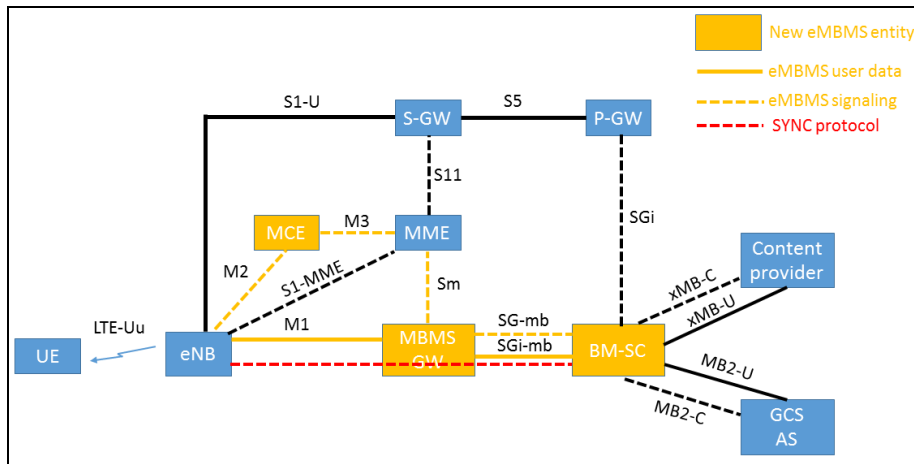 New eMBMS entity
eMBMS user data
eMBMS signaling
SYNC protocol
S1-U
S-GW
S5
P-GW
S11
SGi
MCE
M3
MME
M2
S1-MME
Sm
Content
provider
xMB-C
xMB-U
LTE-Uu
M1
SG-mb
SGi-mb
UE
eNB
MBMS
GW
BM-SC
MB2-U
MB2-C
GCS
AS